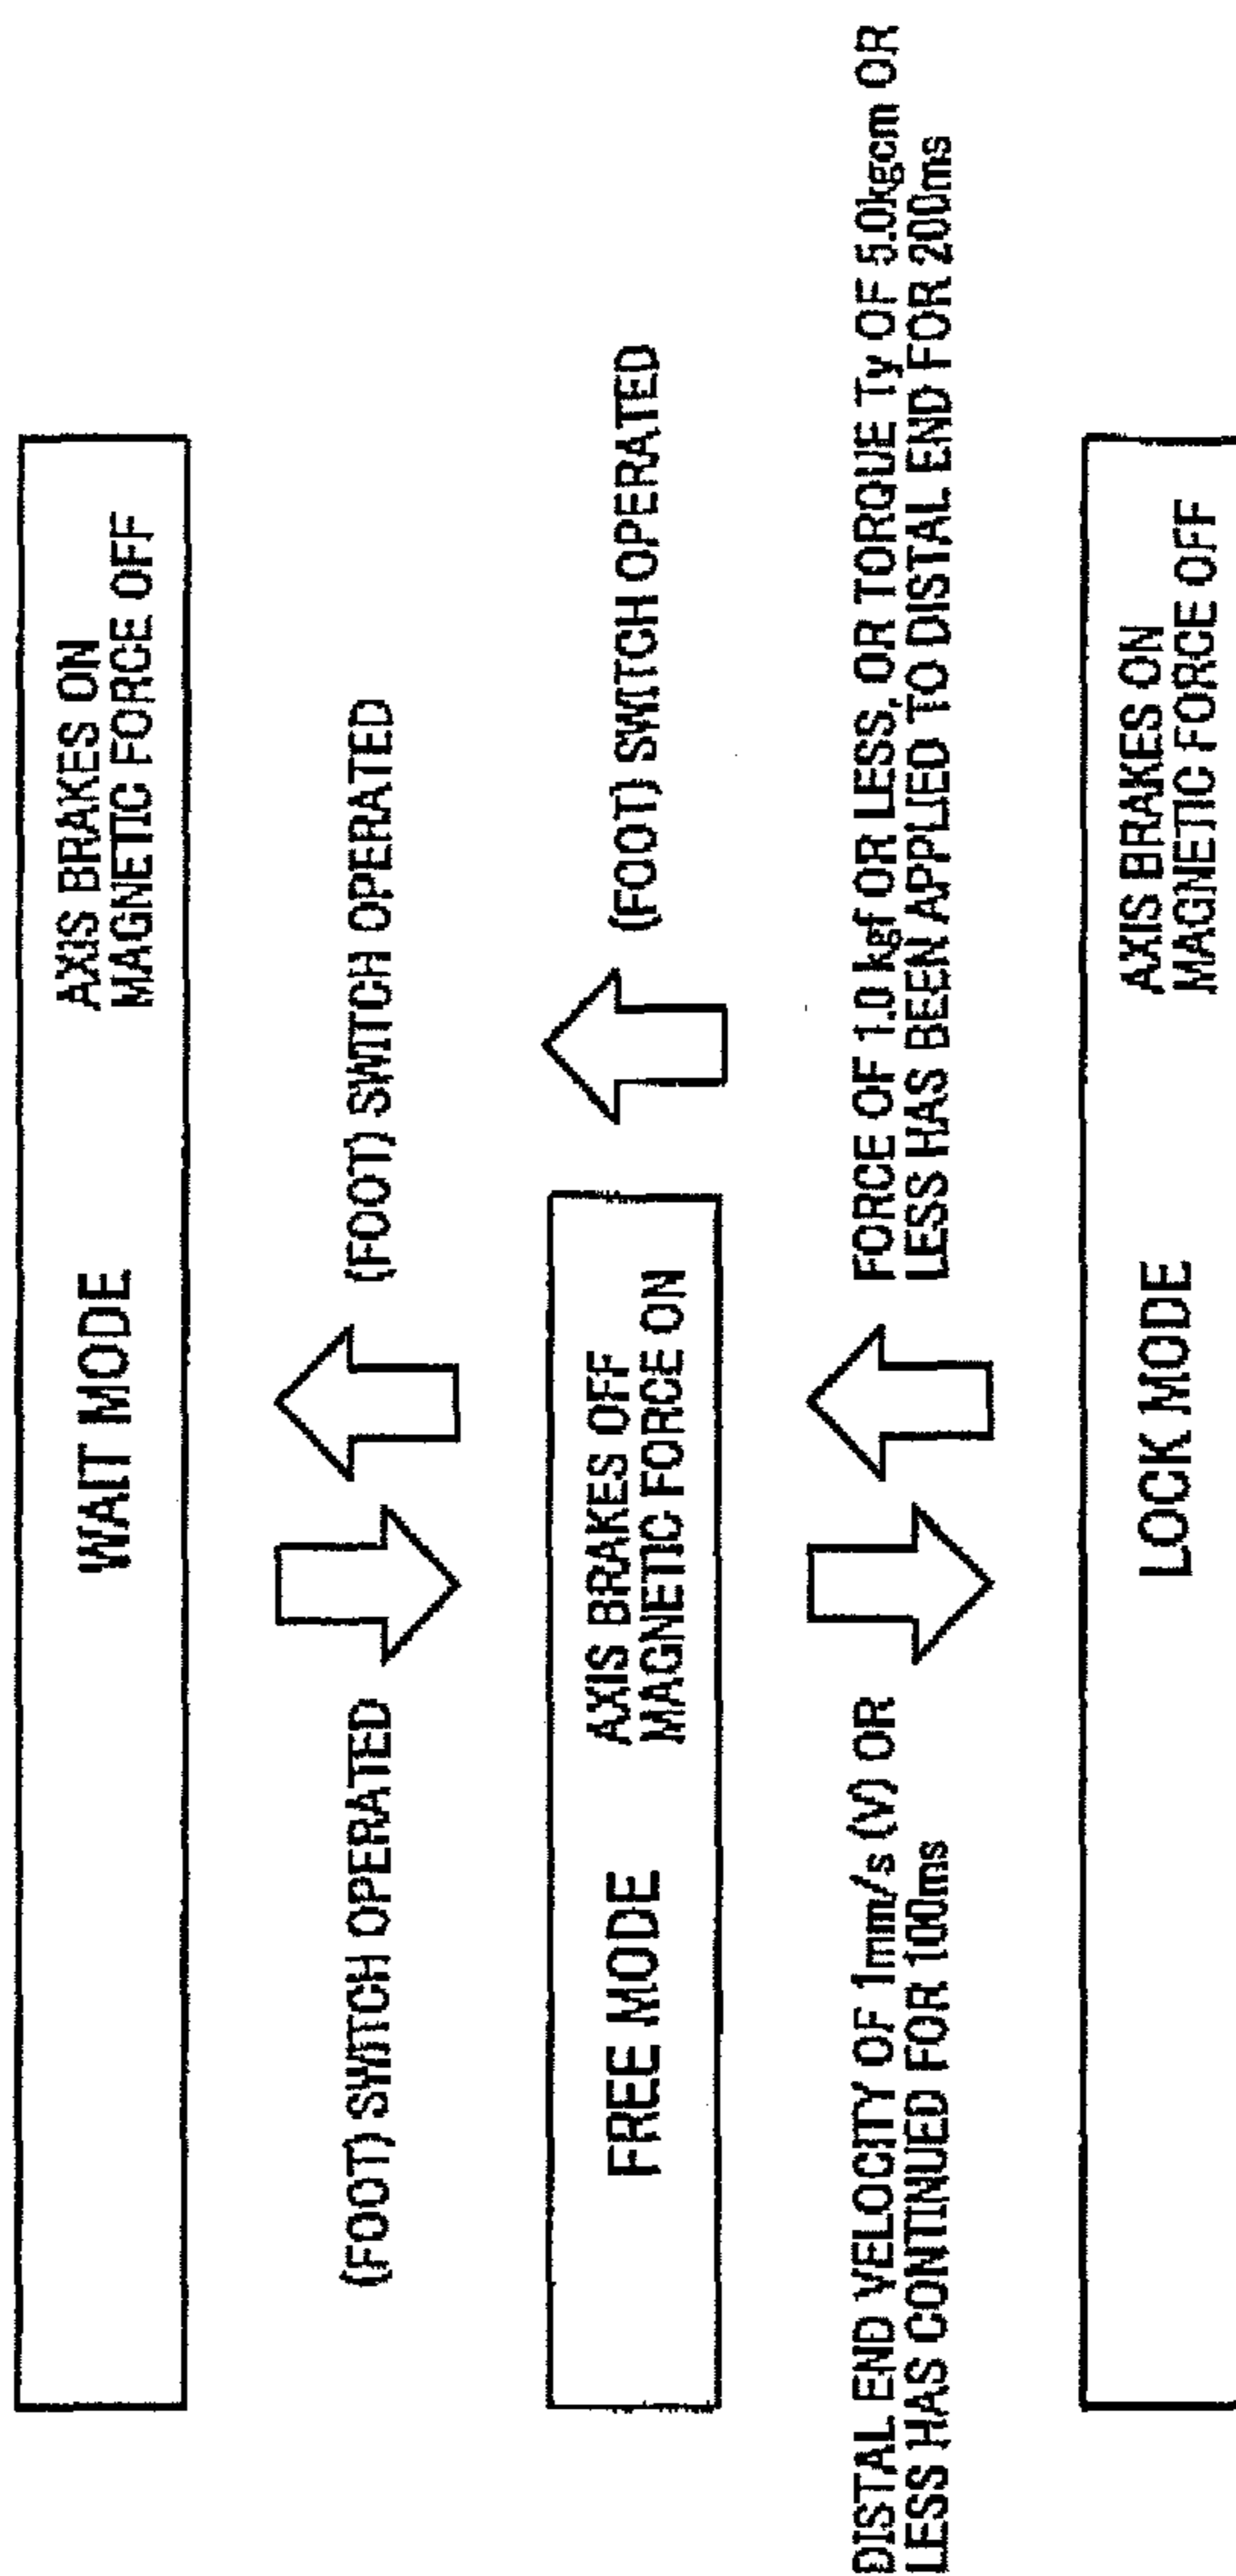 WAIT MODE
AXIS BRAKES ON
MAGNETIC FORCE OFF
(FOOT) SWITCH OPERATED
(FOOT) SWITCH OPERATED
FREE MODE
AXIS BRAKES OFF
MAGNETIC FORCE ON
(FOOT) SWITCH OPERATED
DISTAL END VELOCITY OF 1mm/s (V) OR
LESS HAS CONTINUED FOR 100ms
FORCE OF 1.0 kgf OR LESS, OR TORQUE Ty OF 5.0kgcm OR
LESS HAS BEEN APPLIED TO DISTAL END FOR 200ms
LOCK MODE
AXIS BRAKES ON
MAGNETIC FORCE OFF